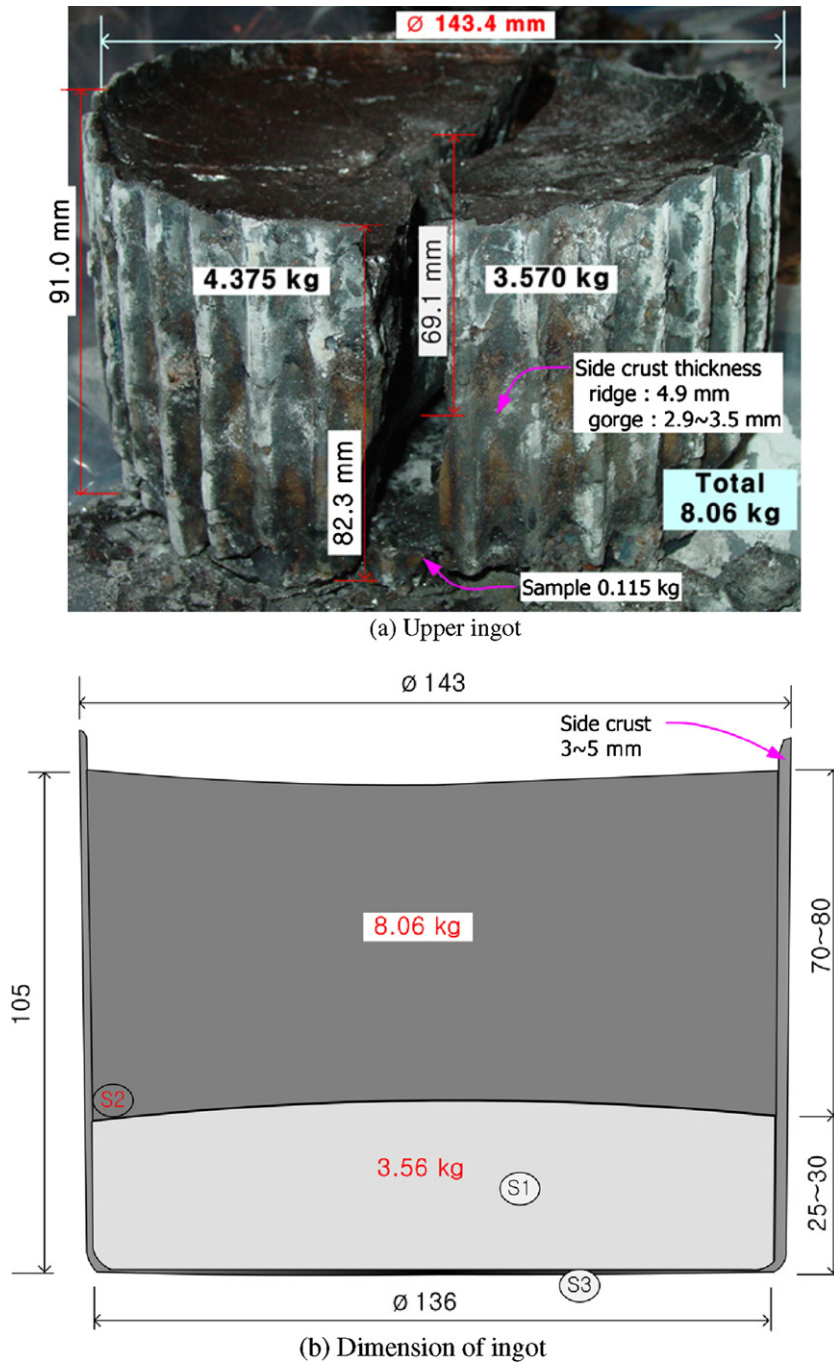 Ø 143.4 mm
91.0 mm
4.375 kg
69.1 mm
3.570 kg
Side crust thickness
ridge : 4.9 mm
gorge : 2.9~3.5 mm
82.3 mm
Total
8.06 kg
Sample 0.115 kg
(a) Upper ingot
Ø 143
Side crust
3~5 mm
8.06 kg
70~80
105
S2
3.56 kg
S1
25~30
S3
Ø 136
(b) Dimension of ingot